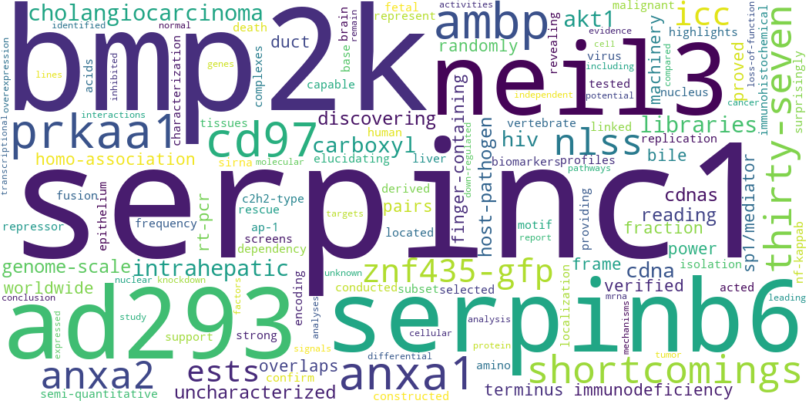 cholangiocarcinoma
identified
normal
brain
fetal
represent
activities
remain
evidence
highlights
malignant
loss-of-function
overexpression
bmp2k
ambp
akt1
icc
death
duct
base
complexes
acids
inhibited
characterization
genes
lines
capable
randomly
cell
including
revealing
virus
machinery
compared
proved
immunohistochemical
surprisingly
neil3
tested
potential
nucleus
independent
cancer
transcriptional
interactions
tissues
prkaa1
cd97
discovering
carboxyl
human
finger-containing
vertebrate
linked
libraries
thirty-seven
homo-association
sirna
molecular
elucidating
liver
down-regulated
host-pathogen
hiv
nlss
replication
biomarkers
profiles
bile
pathways
serpinc1
fusion
repressor
epithelium
frequency
rt-pcr
c2h2-type
rescue
ap-1
screens
dependency
derived
pairs
targets
motif
located
providing
report
cdnas
reading
fraction
power
isolation
sp1/mediator
genome-scale
intrahepatic
worldwide
nuclear
knockdown
encoding
unknown
conducted
subset
selected
znf435-gfp
localization
cdna
frame
verified
acted
nf-kappab
conclusion
factors
analyses
signals
cellular
analysis
protein
mrna
mechanisms
leading
ad293
serpinb6
expressed
study
support
strong
differential
tumor
anxa2
ests
overlaps
confirm
anxa1
amino
shortcomings
semi-quantitative
uncharacterized
constructed
terminus
immunodeficiency